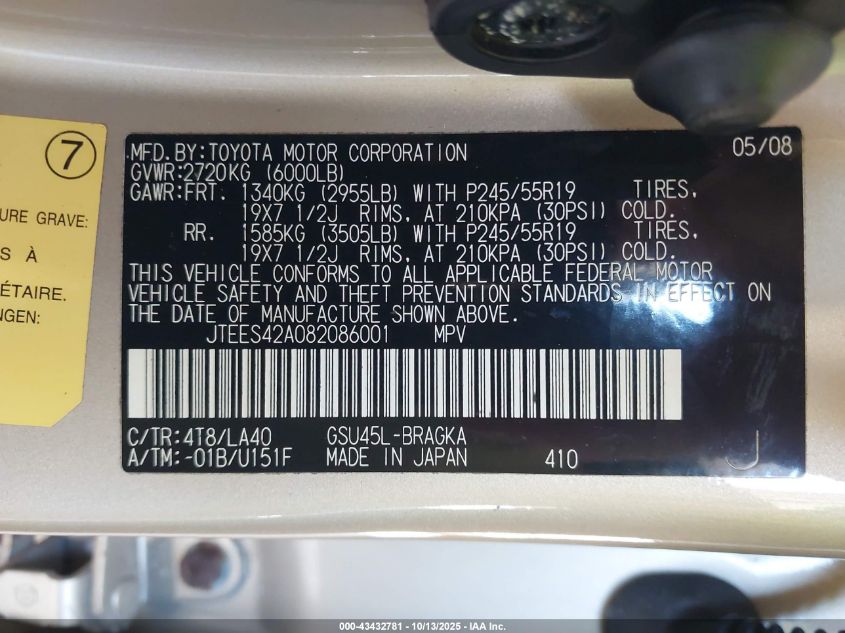 7
URE GRAVE:
S À
ÉTAIRE.
NGEN:
MFD.BY:TOYOTA MOTOR CORPORATION 05/08
GVWR:2720KG (6000LB)
GAWR:FRT. 1340KG (2955LB) WITH P245/55R19 TIRES,
19X7 1/2J RIMS, AT 210KPA (30PSI) COLD.
RR. 1585KG (3505LB) WITH P245/55R19 TIRES,
19X7 1/2J RIMS, AT 210KPA (30PSI) COLD.
THIS VEHICLE CONFORMS TO ALL APPLICABLE FEDERAL MOTOR
VEHICLE SAFETY AND THEFT PREVENTION STANDARDS IN EFFECT ON
THE DATE OF MANUFACTURE SHOWN ABOVE.
JTEES42A082086001 MPV
C/TR:4T8/LA40 GSU45L-BRAGKA
A/TM:-01B/U151F MADE IN JAPAN 410 J
000-43432781 - 10/13/2025 - IAA Inc.